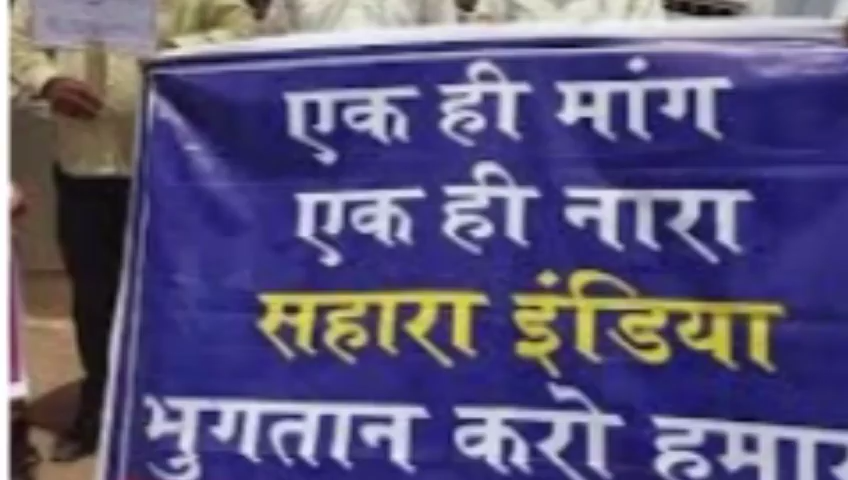 एक ही मांग
एक ही नारा
सहारा इंडिया
भुगतान करो